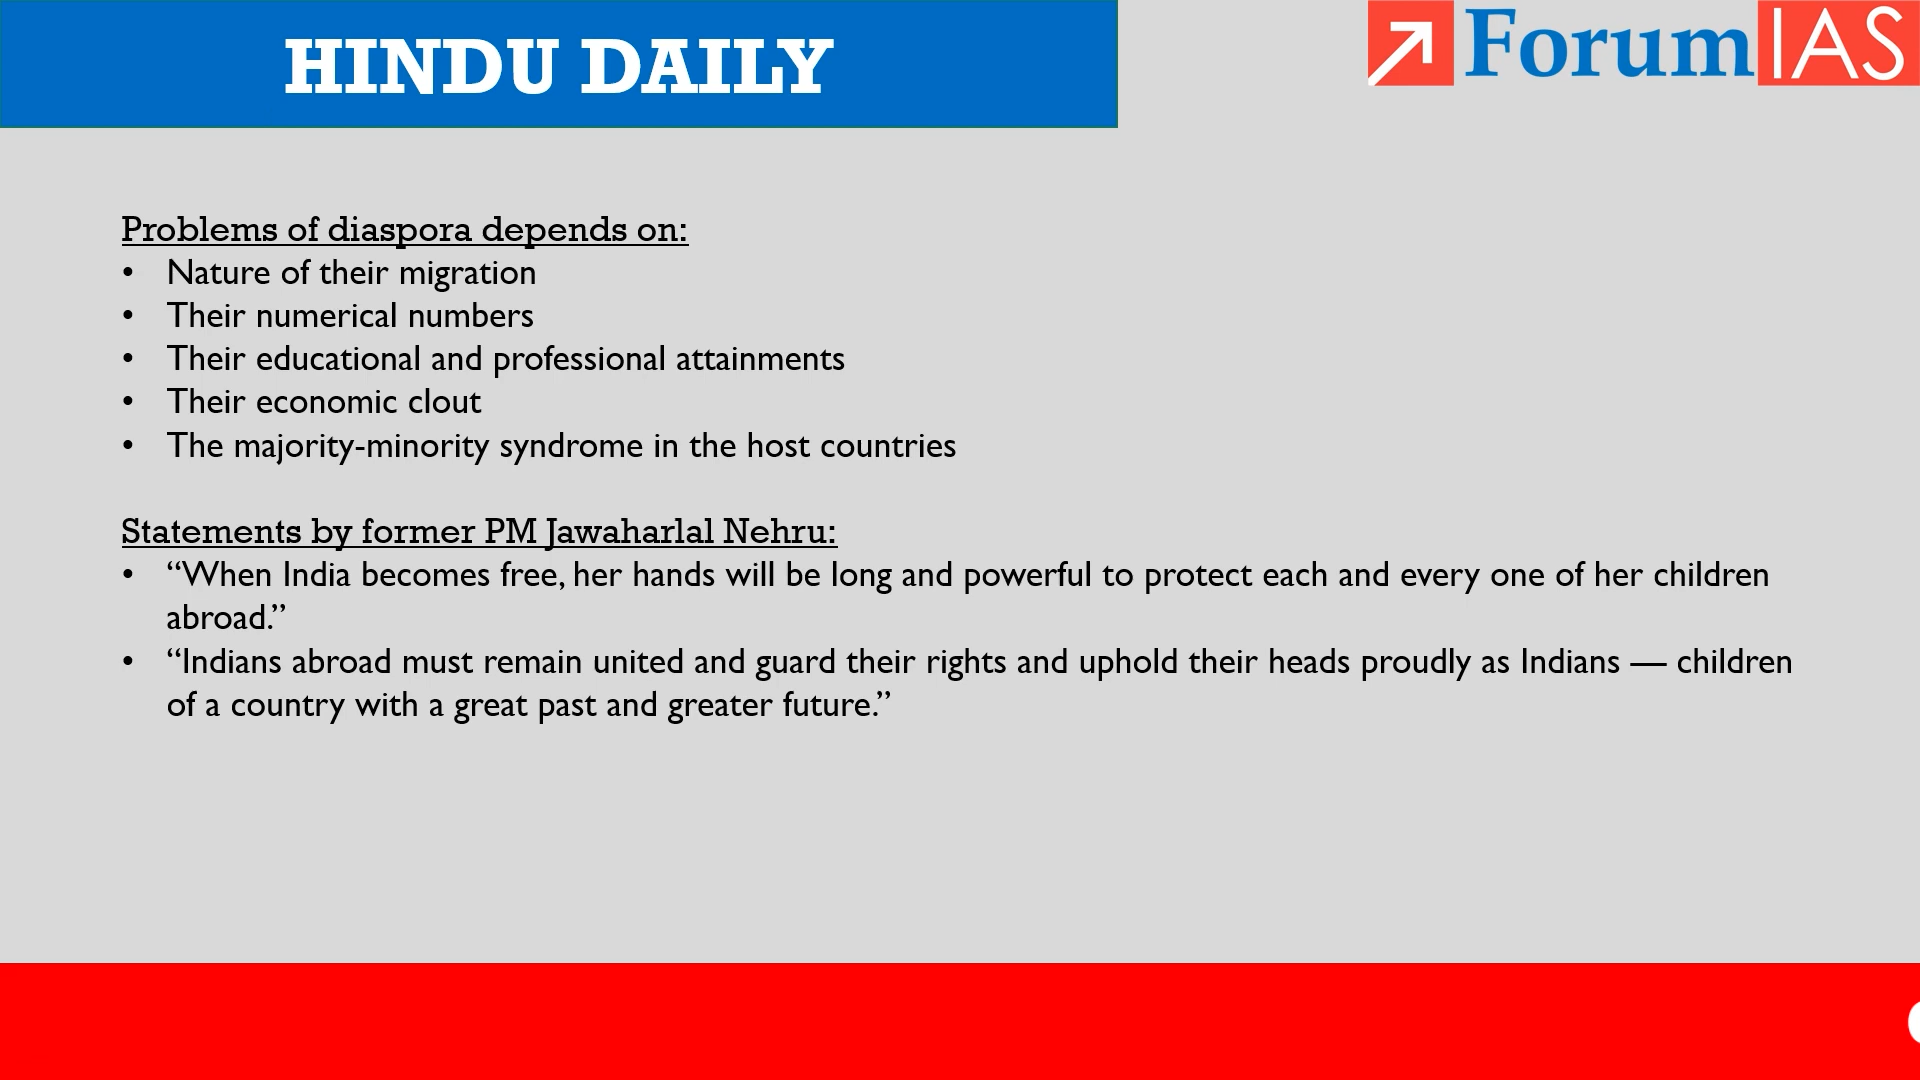 HINDU DAILY
Forum IAS
Problems of diaspora depends on:
• Nature of their migration
• Their numerical numbers
• Their educational and professional attainments
• Their economic clout
• The majority-minority syndrome in the host countries
Statements by former PM Jawaharlal Nehru:
• “When India becomes free, her hands will be long and powerful to protect each and every one of her children
abroad.”
• “Indians abroad must remain united and guard their rights and uphold their heads proudly as Indians — children
of a country with a great past and greater future.”